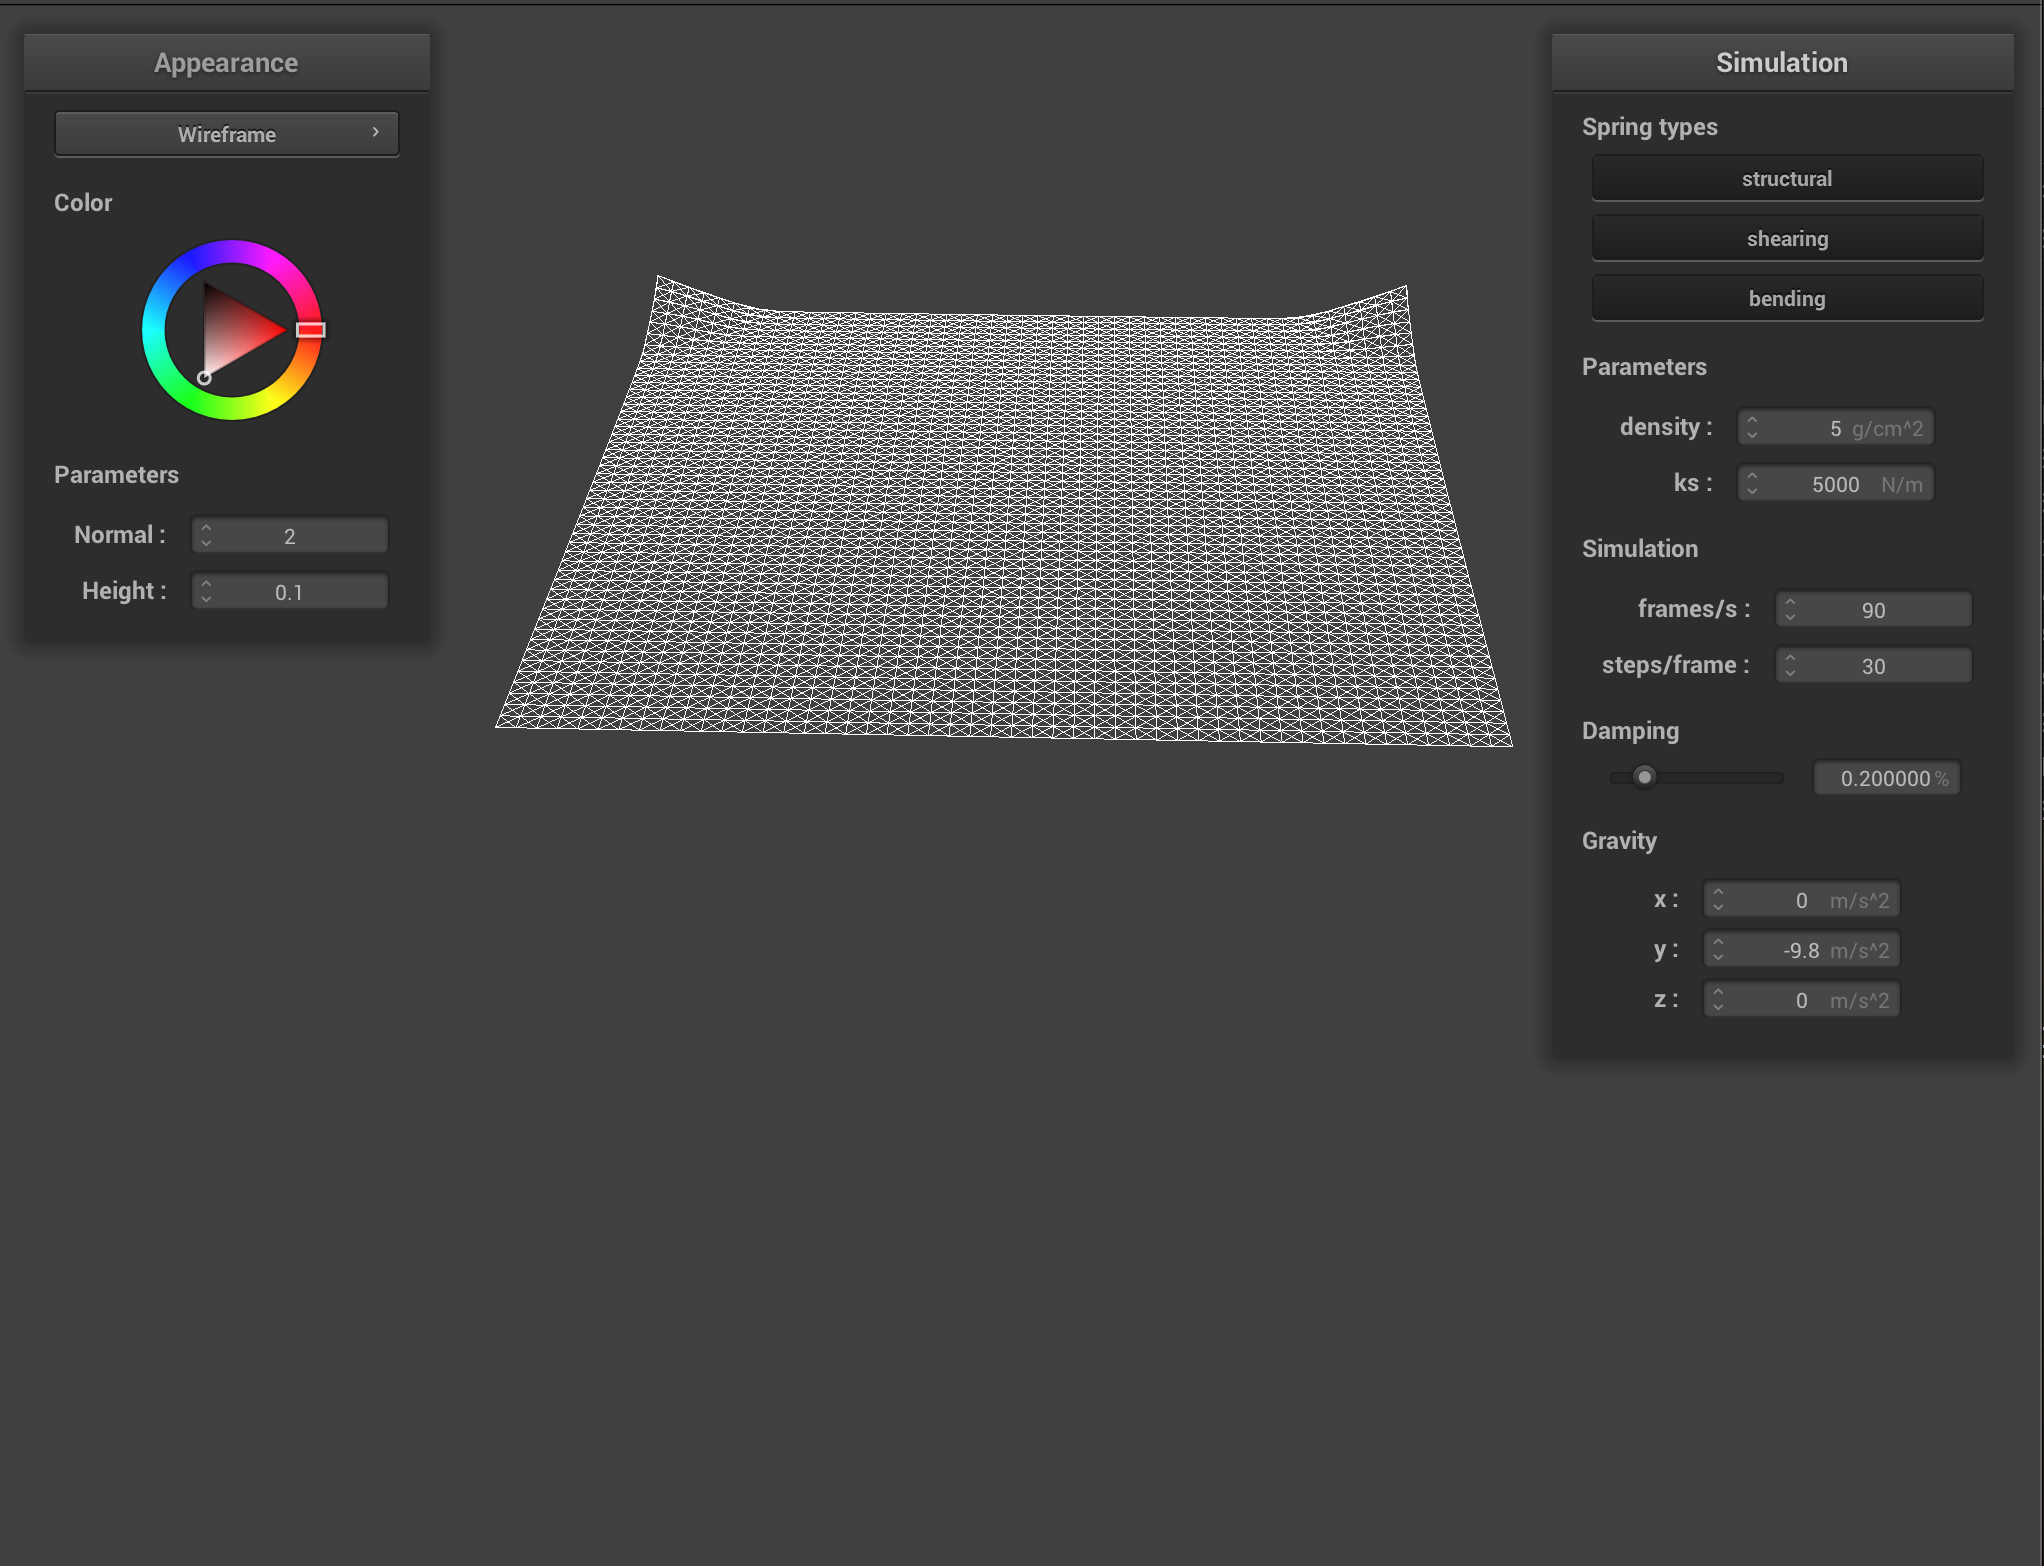 Appearance
Wireframe
Color
Parameters
Normal : 2
Height : 0.1
Simulation
Spring types
structural
shearing
bending
Parameters
density : 5 g/cm^2
ks : 5000 N/m
Simulation
frames/s : 90
steps/frame : 30
Damping
0.200000 %
Gravity
x : 0 m/s^2
y : -9.8 m/s^2
z : 0 m/s^2